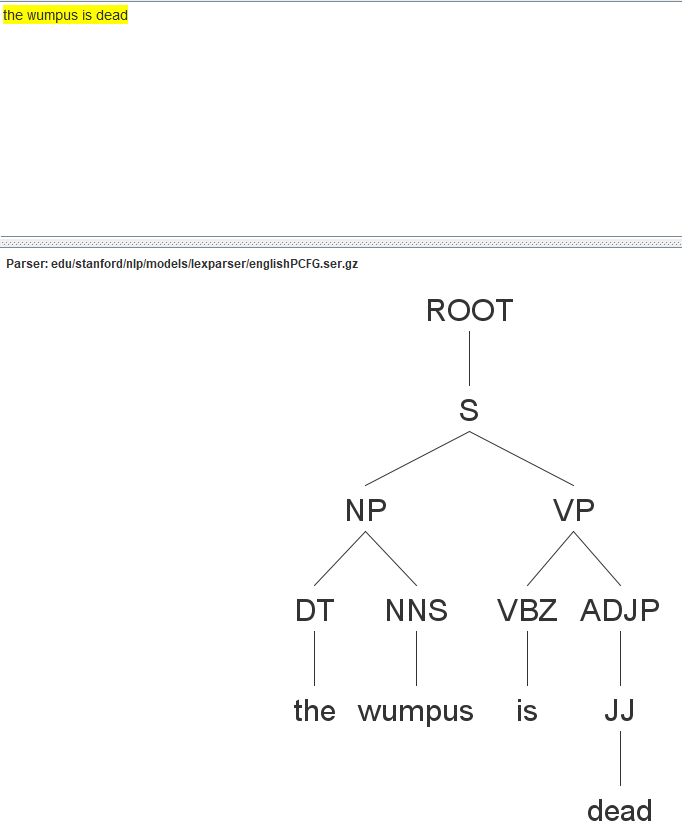 the wumpus is dead
Parser: edu/stanford/nlp/models/lexparser/englishPCFG.ser.gz
ROOT
S
NP VP
DT NNS VBZ ADJP
the wumpus is JJ
dead